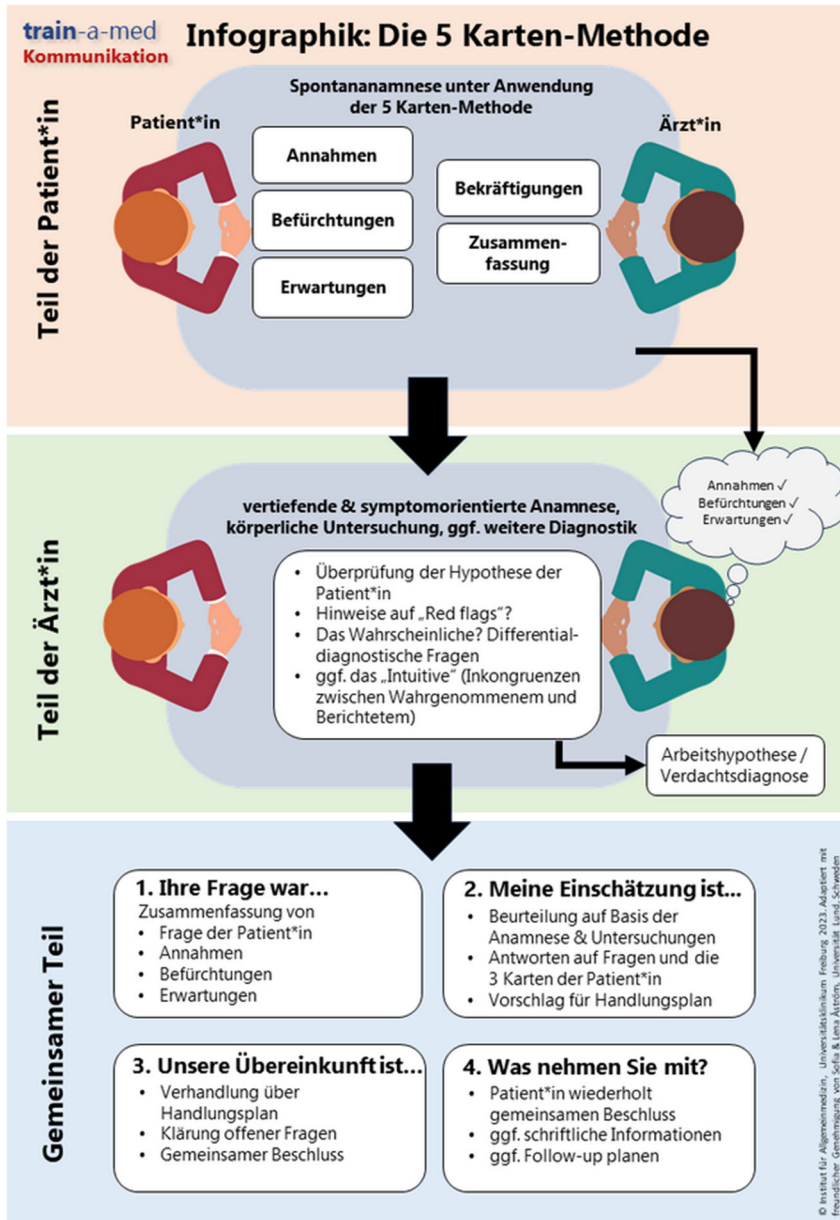 train-a-med
Kommunikation
Infographik: Die 5 Karten-Methode
Teil der Patient*in
Spontananamnese unter Anwendung
der 5 Karten-Methode
Patient*in
Ärzt*in
Annahmen
Befürchtungen
Erwartungen
Bekräftigungen
Zusammen-
fassung
Teil der Ärzt*in
Annahmen ✓
Befürchtungen ✓
Erwartungen ✓
vertiefende & symptomorientierte Anamnese,
körperliche Untersuchung, ggf. weitere Diagnostik
• Überprüfung der Hypothese der
Patient*in
• Hinweise auf „Red flags“?
• Das Wahrscheinliche? Differential-
diagnostische Fragen
• ggf. das „Intuitive“ (Inkongruenzen
zwischen Wahrgenommenem und
Berichtetem)
Arbeitshypothese /
Verdachtsdiagnose
Gemeinsamer Teil
1. Ihre Frage war...
Zusammenfassung von
• Frage der Patient*in
• Annahmen
• Befürchtungen
• Erwartungen
2. Meine Einschätzung ist...
• Beurteilung auf Basis der
Anamnese & Untersuchungen
• Antworten auf Fragen und die
3 Karten der Patient*in
• Vorschlag für Handlungsplan
3. Unsere Übereinkunft ist...
• Verhandlung über
Handlungsplan
• Klärung offener Fragen
• Gemeinsamer Beschluss
4. Was nehmen Sie mit?
• Patient*in wiederholt
gemeinsamen Beschluss
• ggf. schriftliche Informationen
• ggf. Follow-up planen
© Institut für Allgemeinmedizin, Universitätsklinikum Freiburg 2023. Adaptiert mit
freundlicher Genehmigung von Sofia & Lena Åström, Universität Lund, Schweden